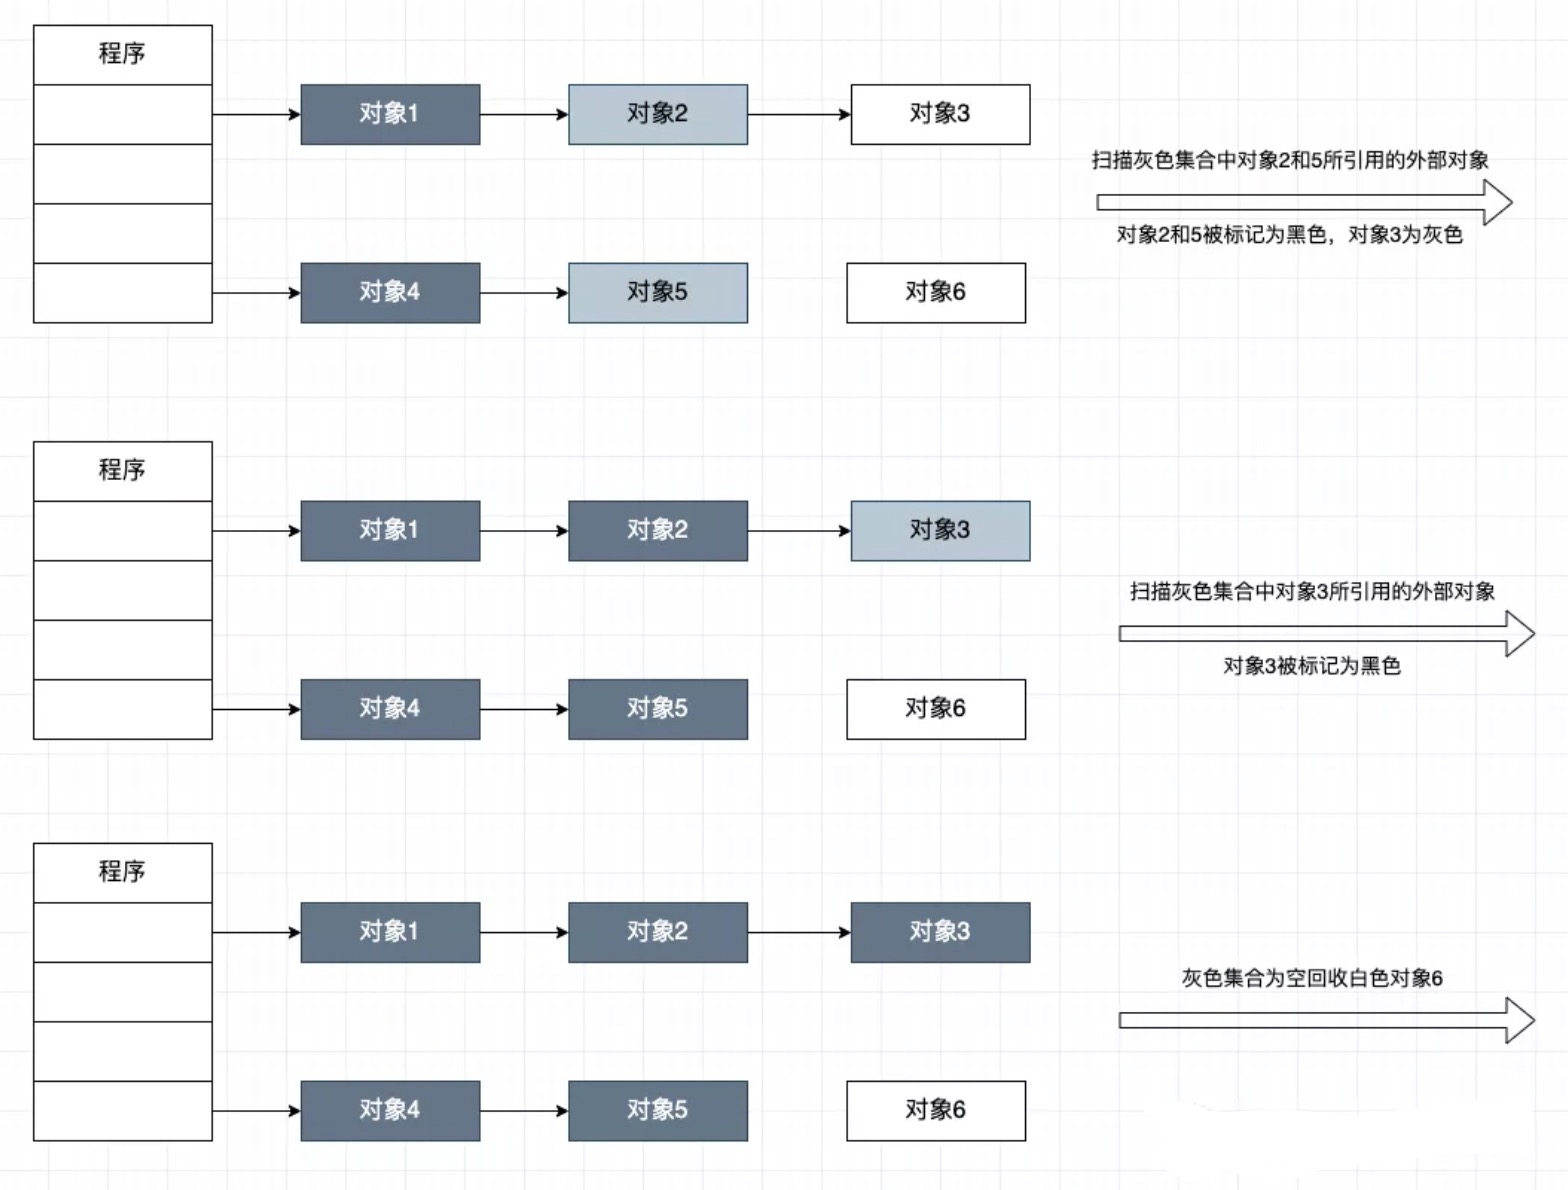 程序
对象1
对象2
对象3
扫描灰色集合中对象2和5所引用的外部对象
对象2和5被标记为黑色，对象3为灰色
对象4
对象5
对象6
程序
对象1
对象2
对象3
扫描灰色集合中对象3所引用的外部对象
对象3被标记为黑色
对象4
对象5
对象6
程序
对象1
对象2
对象3
灰色集合为空回收白色对象6
对象4
对象5
对象6